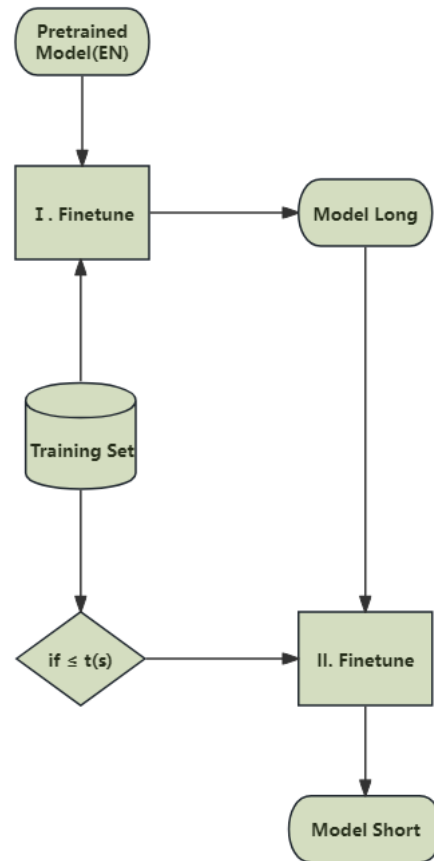 Pretrained
Model(EN)
I. Finetune
Model Long
Training Set
if ≤ t(s)
II. Finetune
Model Short